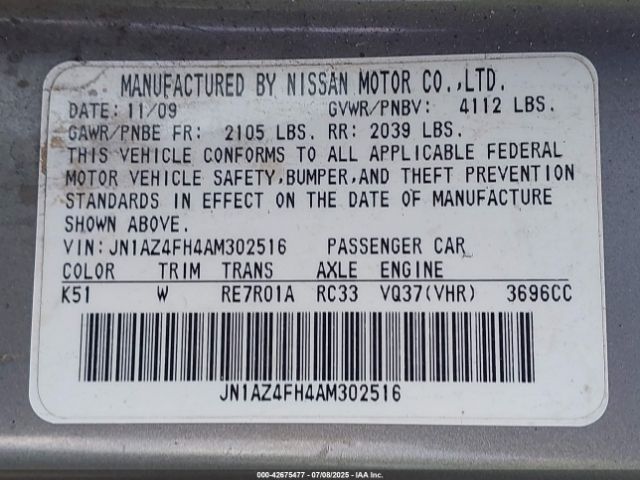 MANUFACTURED BY NISSAN MOTOR CO.,LTD.
DATE: 11/09 GVWR/PNBV: 4112 LBS.
GAWR/PNBE FR: 2105 LBS. RR: 2039 LBS.
THIS VEHICLE CONFORMS TO ALL APPLICABLE FEDERAL
MOTOR VEHICLE SAFETY,BUMPER,AND THEFT PREVENTION
STANDARDS IN EFFECT ON THE DATE OF MANUFACTURE
SHOWN ABOVE.
VIN: JN1AZ4FH4AM302516 PASSENGER CAR
COLOR TRIM TRANS AXLE ENGINE
K51 W RE7R01A RC33 VQ37(VHR) 3696CC
JN1AZ4FH4AM302516
000-42675477 - 07/08/2025 - IAA Inc.